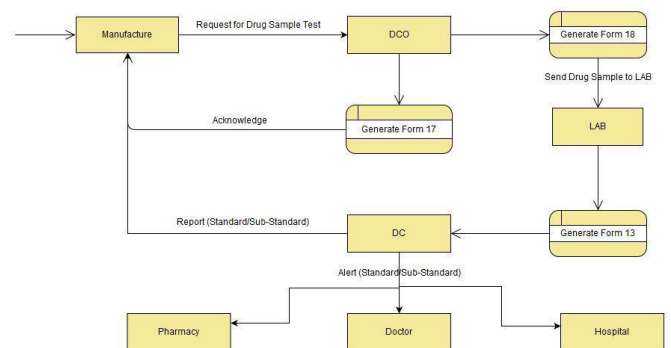 Manufacture
Request for Drug Sample Test
DCO
Generate Form 18
Send Drug Sample to LAB
Acknowledge
Generate Form 17
LAB
Report (Standard/Sub-Standard)
DC
Generate Form 13
Alert (Standard/Sub-Standard)
Pharmacy
Doctor
Hospital